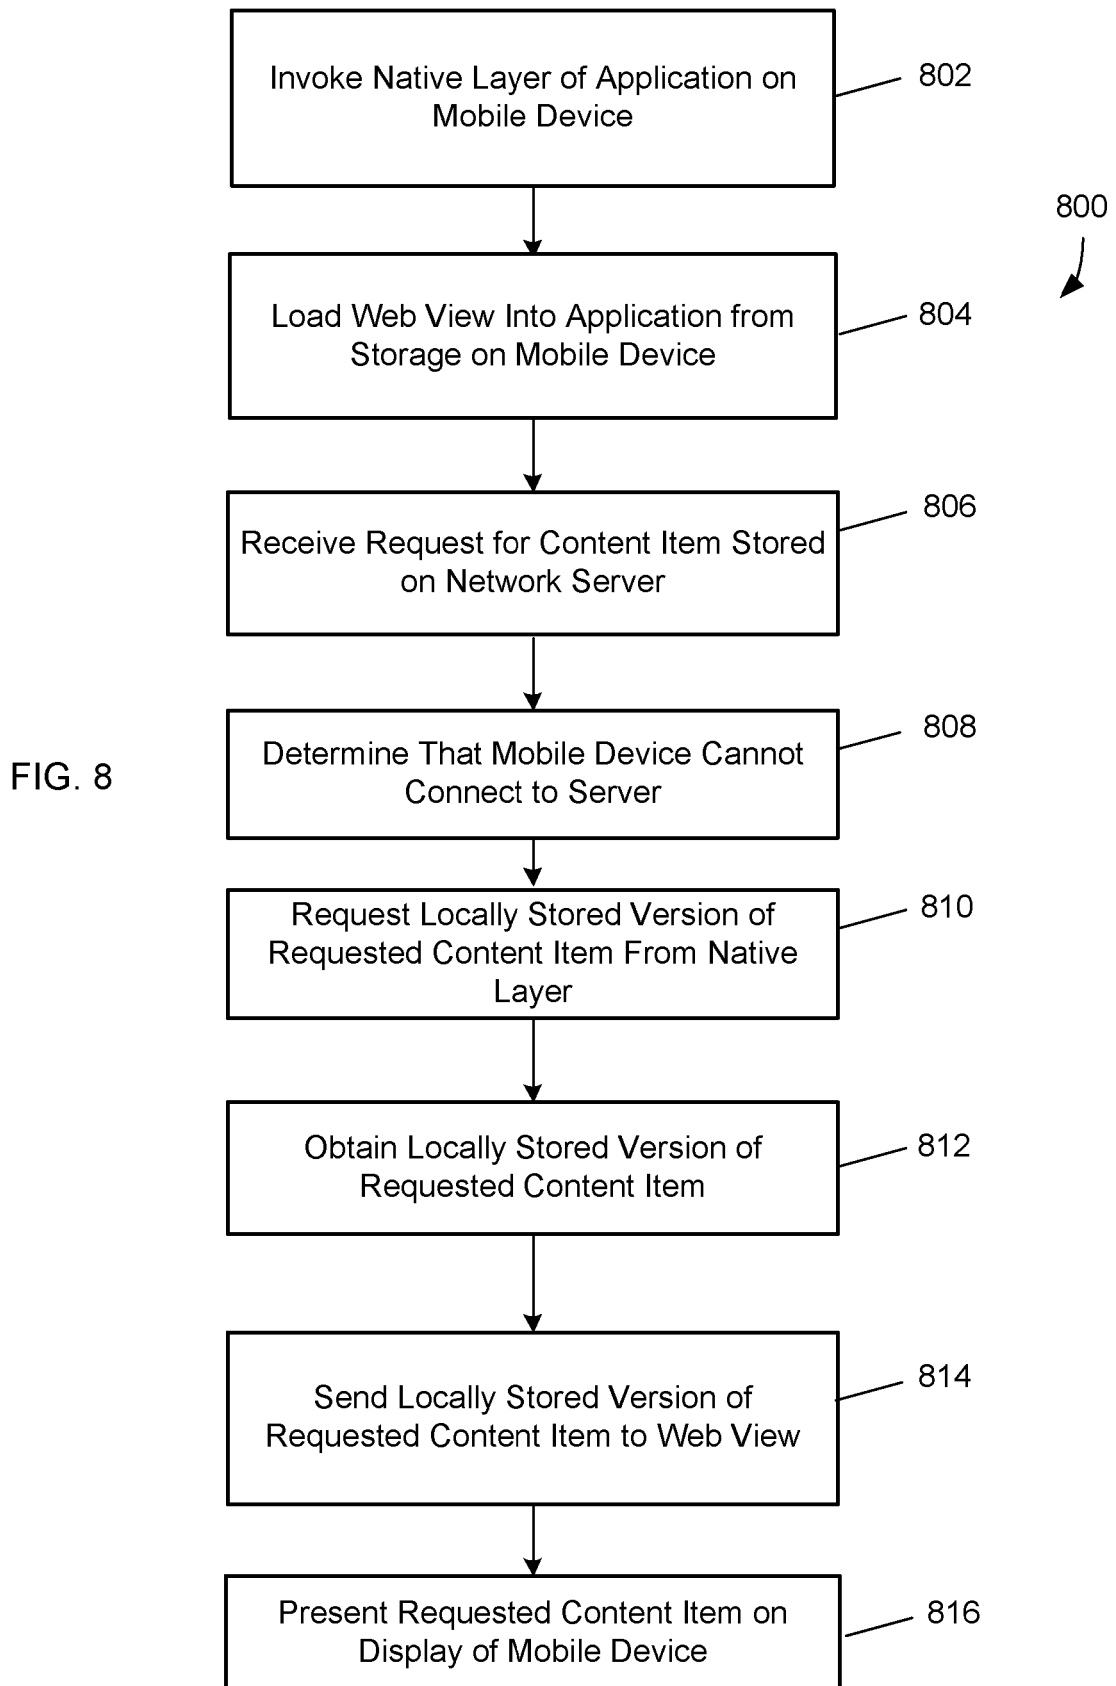 Invoke Native Layer of Application on
Mobile Device
802
800
Load Web View Into Application from
Storage on Mobile Device
804
Receive Request for Content Item Stored
on Network Server
806
FIG. 8
Determine That Mobile Device Cannot
Connect to Server
808
Request Locally Stored Version of
Requested Content Item From Native
Layer
810
Obtain Locally Stored Version of
Requested Content Item
812
Send Locally Stored Version of
Requested Content Item to Web View
814
Present Requested Content Item on
Display of Mobile Device
816